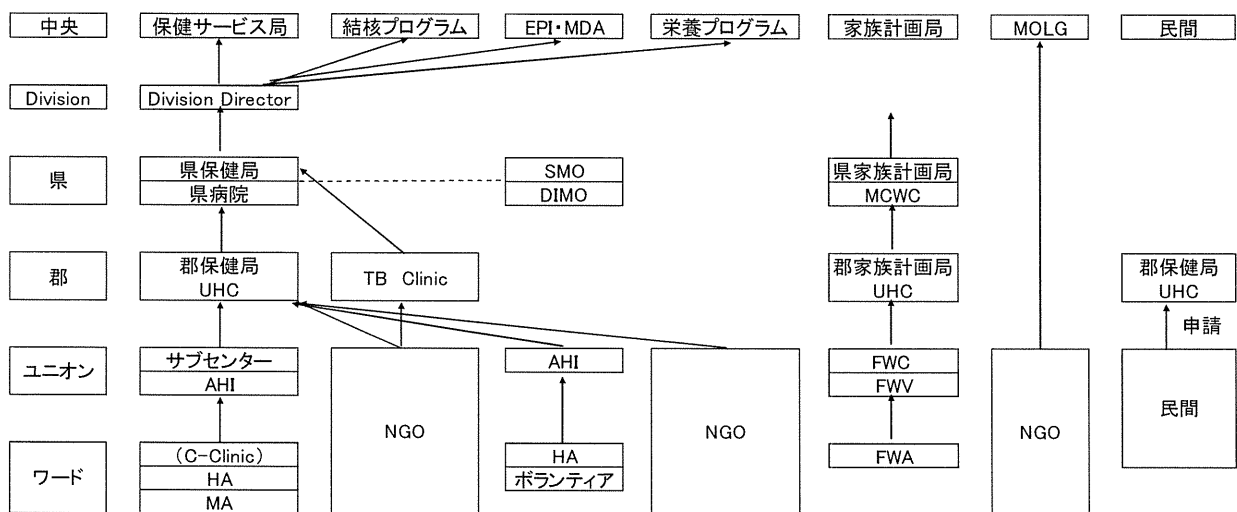 中央
保健サービス局
結核プログラム
EPI・MDA
栄養プログラム
家族計画局
MOLG
民間
Division
Division Director
県
県保健局
県病院
SMO
DIMO
県家族計画局
MCWC
郡
郡保健局
UHC
TB Clinic
郡家族計画局
UHC
郡保健局
UHC
申請
ユニオン
サブセンター
AHI
NGO
AHI
NGO
FWC
FWV
NGO
民間
ワード
(C-Clinic)
HA
MA
HA
ボランティア
FWA